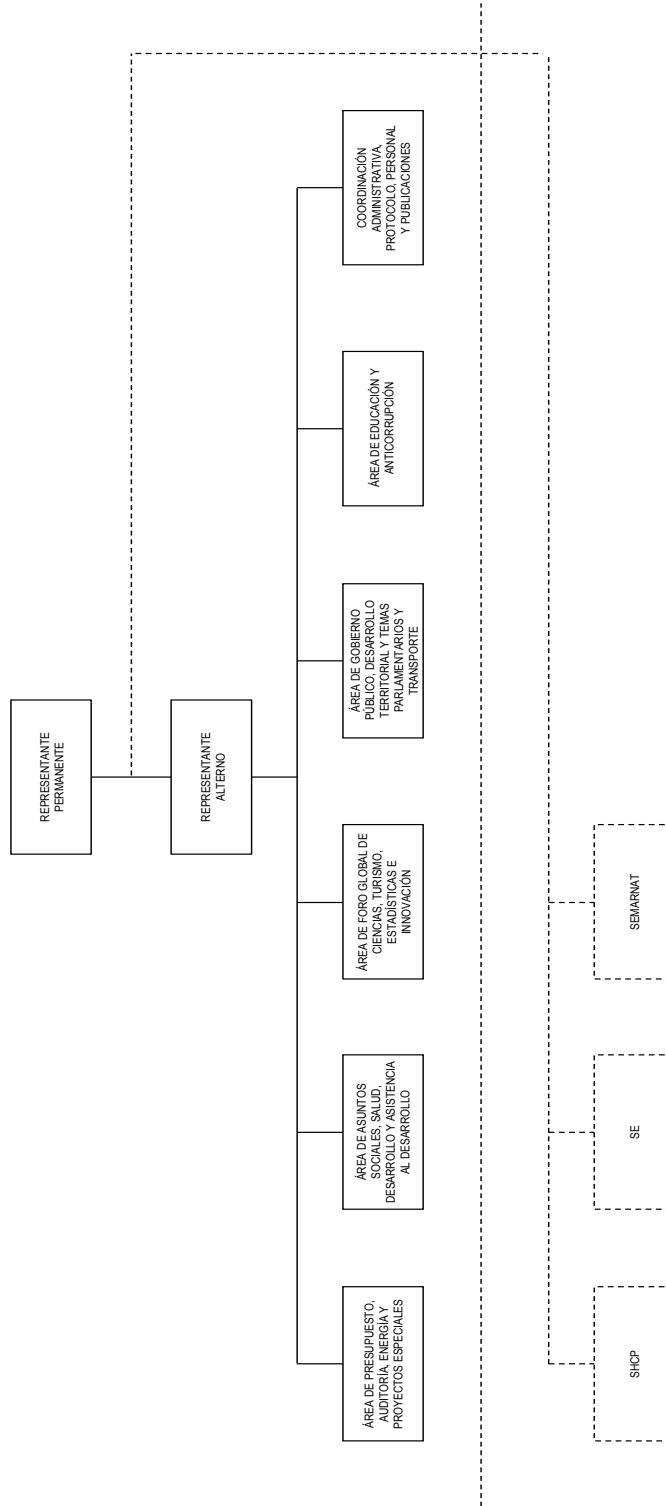 REPRESENTANTE
PERMANENTE
REPRESENTANTE
ALTERNO
ÁREA DE PRESUPUESTO,
AUDITORÍA, ENERGÍA Y
PROYECTOS ESPECIALES
ÁREA DE ASUNTOS
SOCIALES, SALUD,
DESARROLLO Y ASISTENCIA
AL DESARROLLO
ÁREA DE FORO GLOBAL DE
CIENCIAS, TURISMO,
ESTADÍSTICAS E
INNOVACIÓN
ÁREA DE GOBIERNO
PÚBLICO, DESARROLLO
TERRITORIAL Y TEMAS
PARLAMENTARIOS Y
TRANSPORTE
ÁREA DE EDUCACIÓN Y
ANTICORRUPCIÓN
COORDINACIÓN
ADMINISTRATIVA,
PROTOCOLO, PERSONAL
Y PUBLICACIONES
SHCP
SE
SEMARNAT